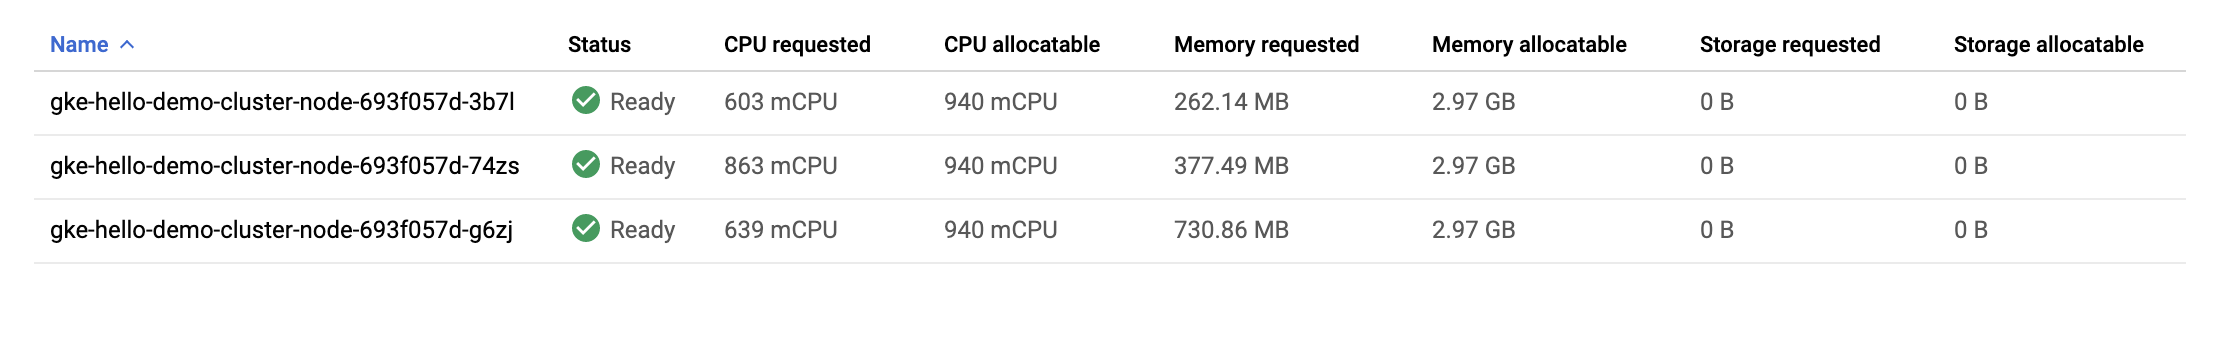 Name Status CPU requested CPU allocatable Memory requested Memory allocatable Storage requested Storage allocatable
gke-hello-demo-cluster-node-693f057d-3b7l Ready 603 mCPU 940 mCPU 262.14 MB 2.97 GB 0 B 0 B
gke-hello-demo-cluster-node-693f057d-74zs Ready 863 mCPU 940 mCPU 377.49 MB 2.97 GB 0 B 0 B
gke-hello-demo-cluster-node-693f057d-g6zj Ready 639 mCPU 940 mCPU 730.86 MB 2.97 GB 0 B 0 B